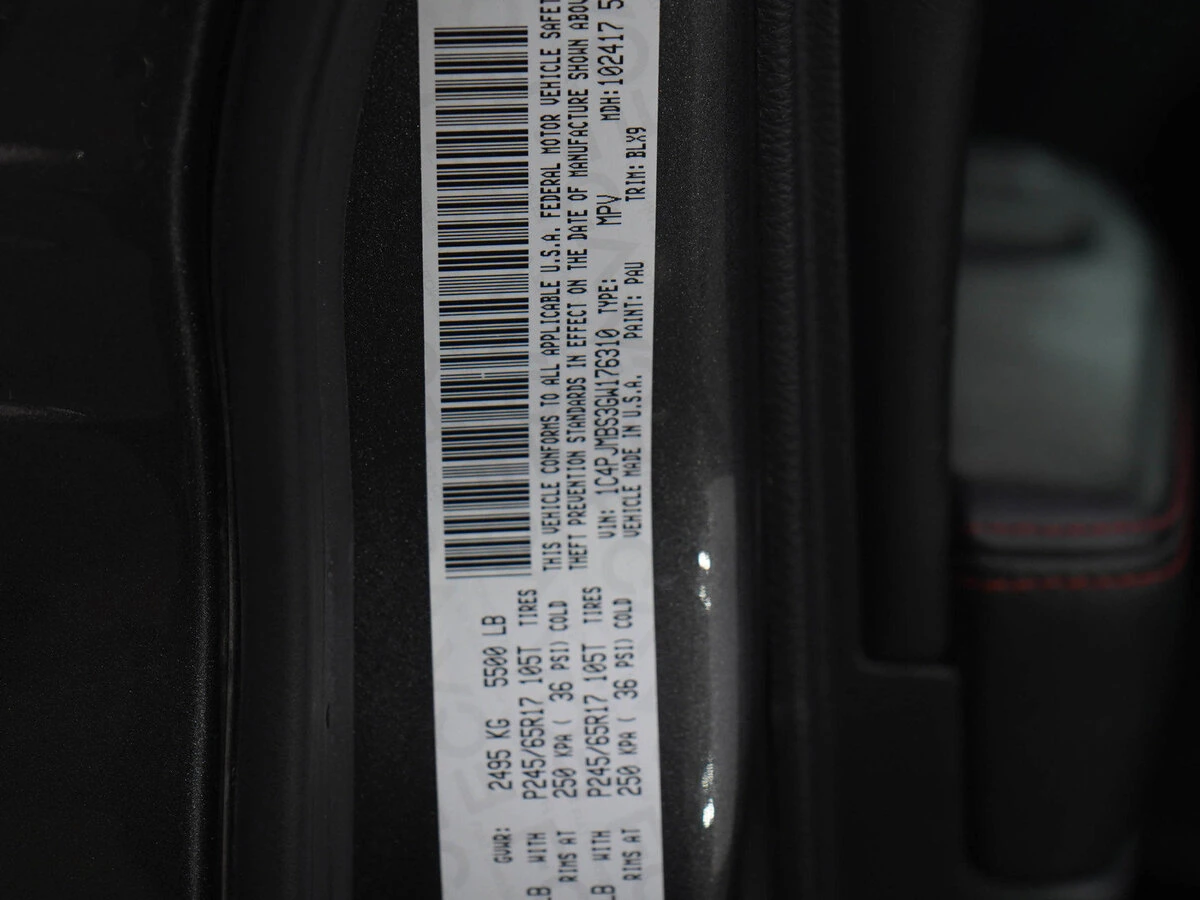 GVWR: 2495 KG 5500 LB
LB WITH P245/65R17 105T TIRES
RIMS AT 250 KPA ( 36 PSI) COLD
LB WITH P245/65R17 105T TIRES
RIMS AT 250 KPA ( 36 PSI) COLD
THIS VEHICLE CONFORMS TO ALL APPLICABLE U.S.A. FEDERAL MOTOR VEHICLE SAFET
THEFT PREVENTION STANDARDS IN EFFECT ON THE DATE OF MANUFACTURE SHOWN ABOV
VIN: 1C4PJMBS3GW176310 TYPE: MPV MDH:102417 5
VEHICLE MADE IN U.S.A. PAINT: PAU TRIM: BLX9